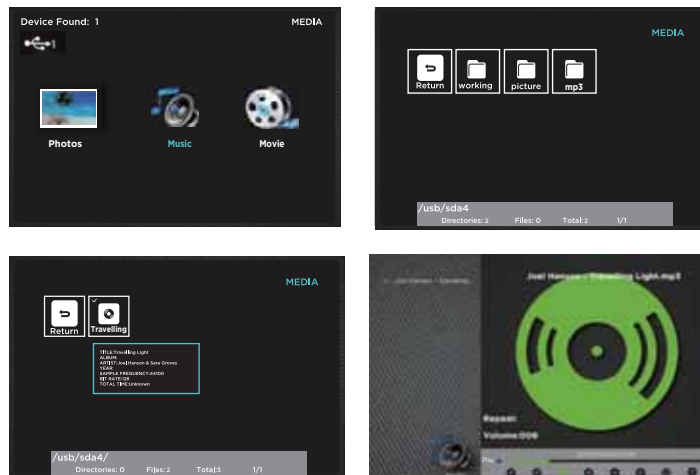 Device Found: 1
MEDIA
1
Photos
Music
Movie
MEDIA
Return
working
picture
mp3
/usb/sda4
Directories: 2 Files: 0 Total: 2 1/1
MEDIA
Return
Travelling
TITLE:Travelling Light
ALBUM:
ARTIST:Joel Hanson & Sara Groves
YEAR:
SAMPLE FREQUENCY:44100
BIT RATE:128
TOTAL TIME:Unknown
/usb/sda4/
Directories: 0 Files: 2 Total:5 1/1
Joel Hanson - Travelling Light.mp3
Repeat:
Volume:008
Play